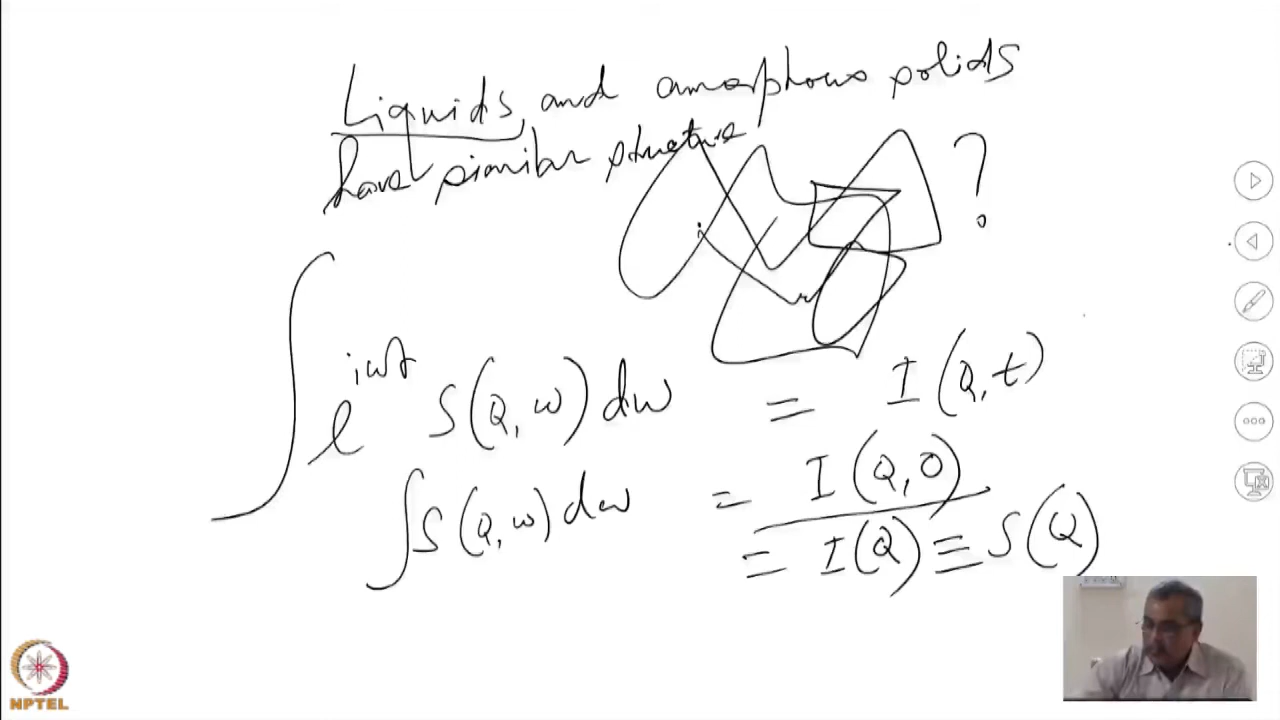 Liquids, and amorphous solids
have similar structure
?
∫ e^{iωt} S(Q, ω) dω = I(Q, t)
∫ S(Q, ω) dω = I(Q, 0)
= I(Q) ≡ S(Q)
NPTEL